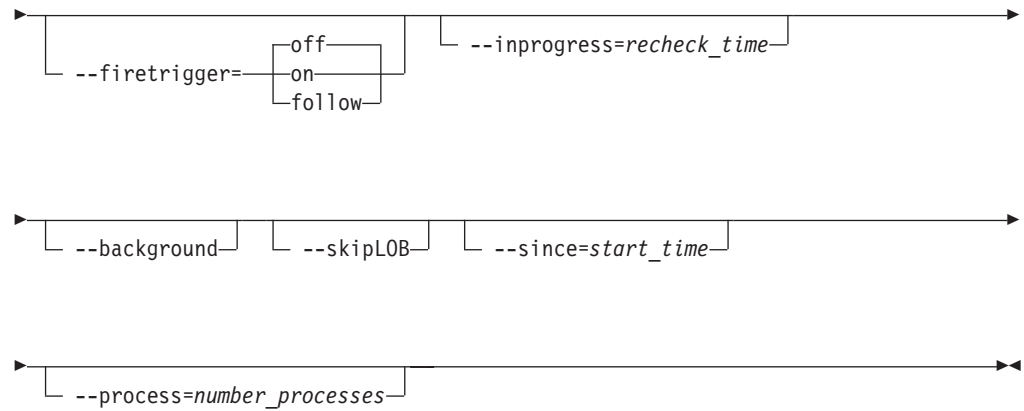 off
--firetrigger= on
follow
--inprogress=recheck_time
--background
--skipLOB
--since=start_time
--process=number_processes